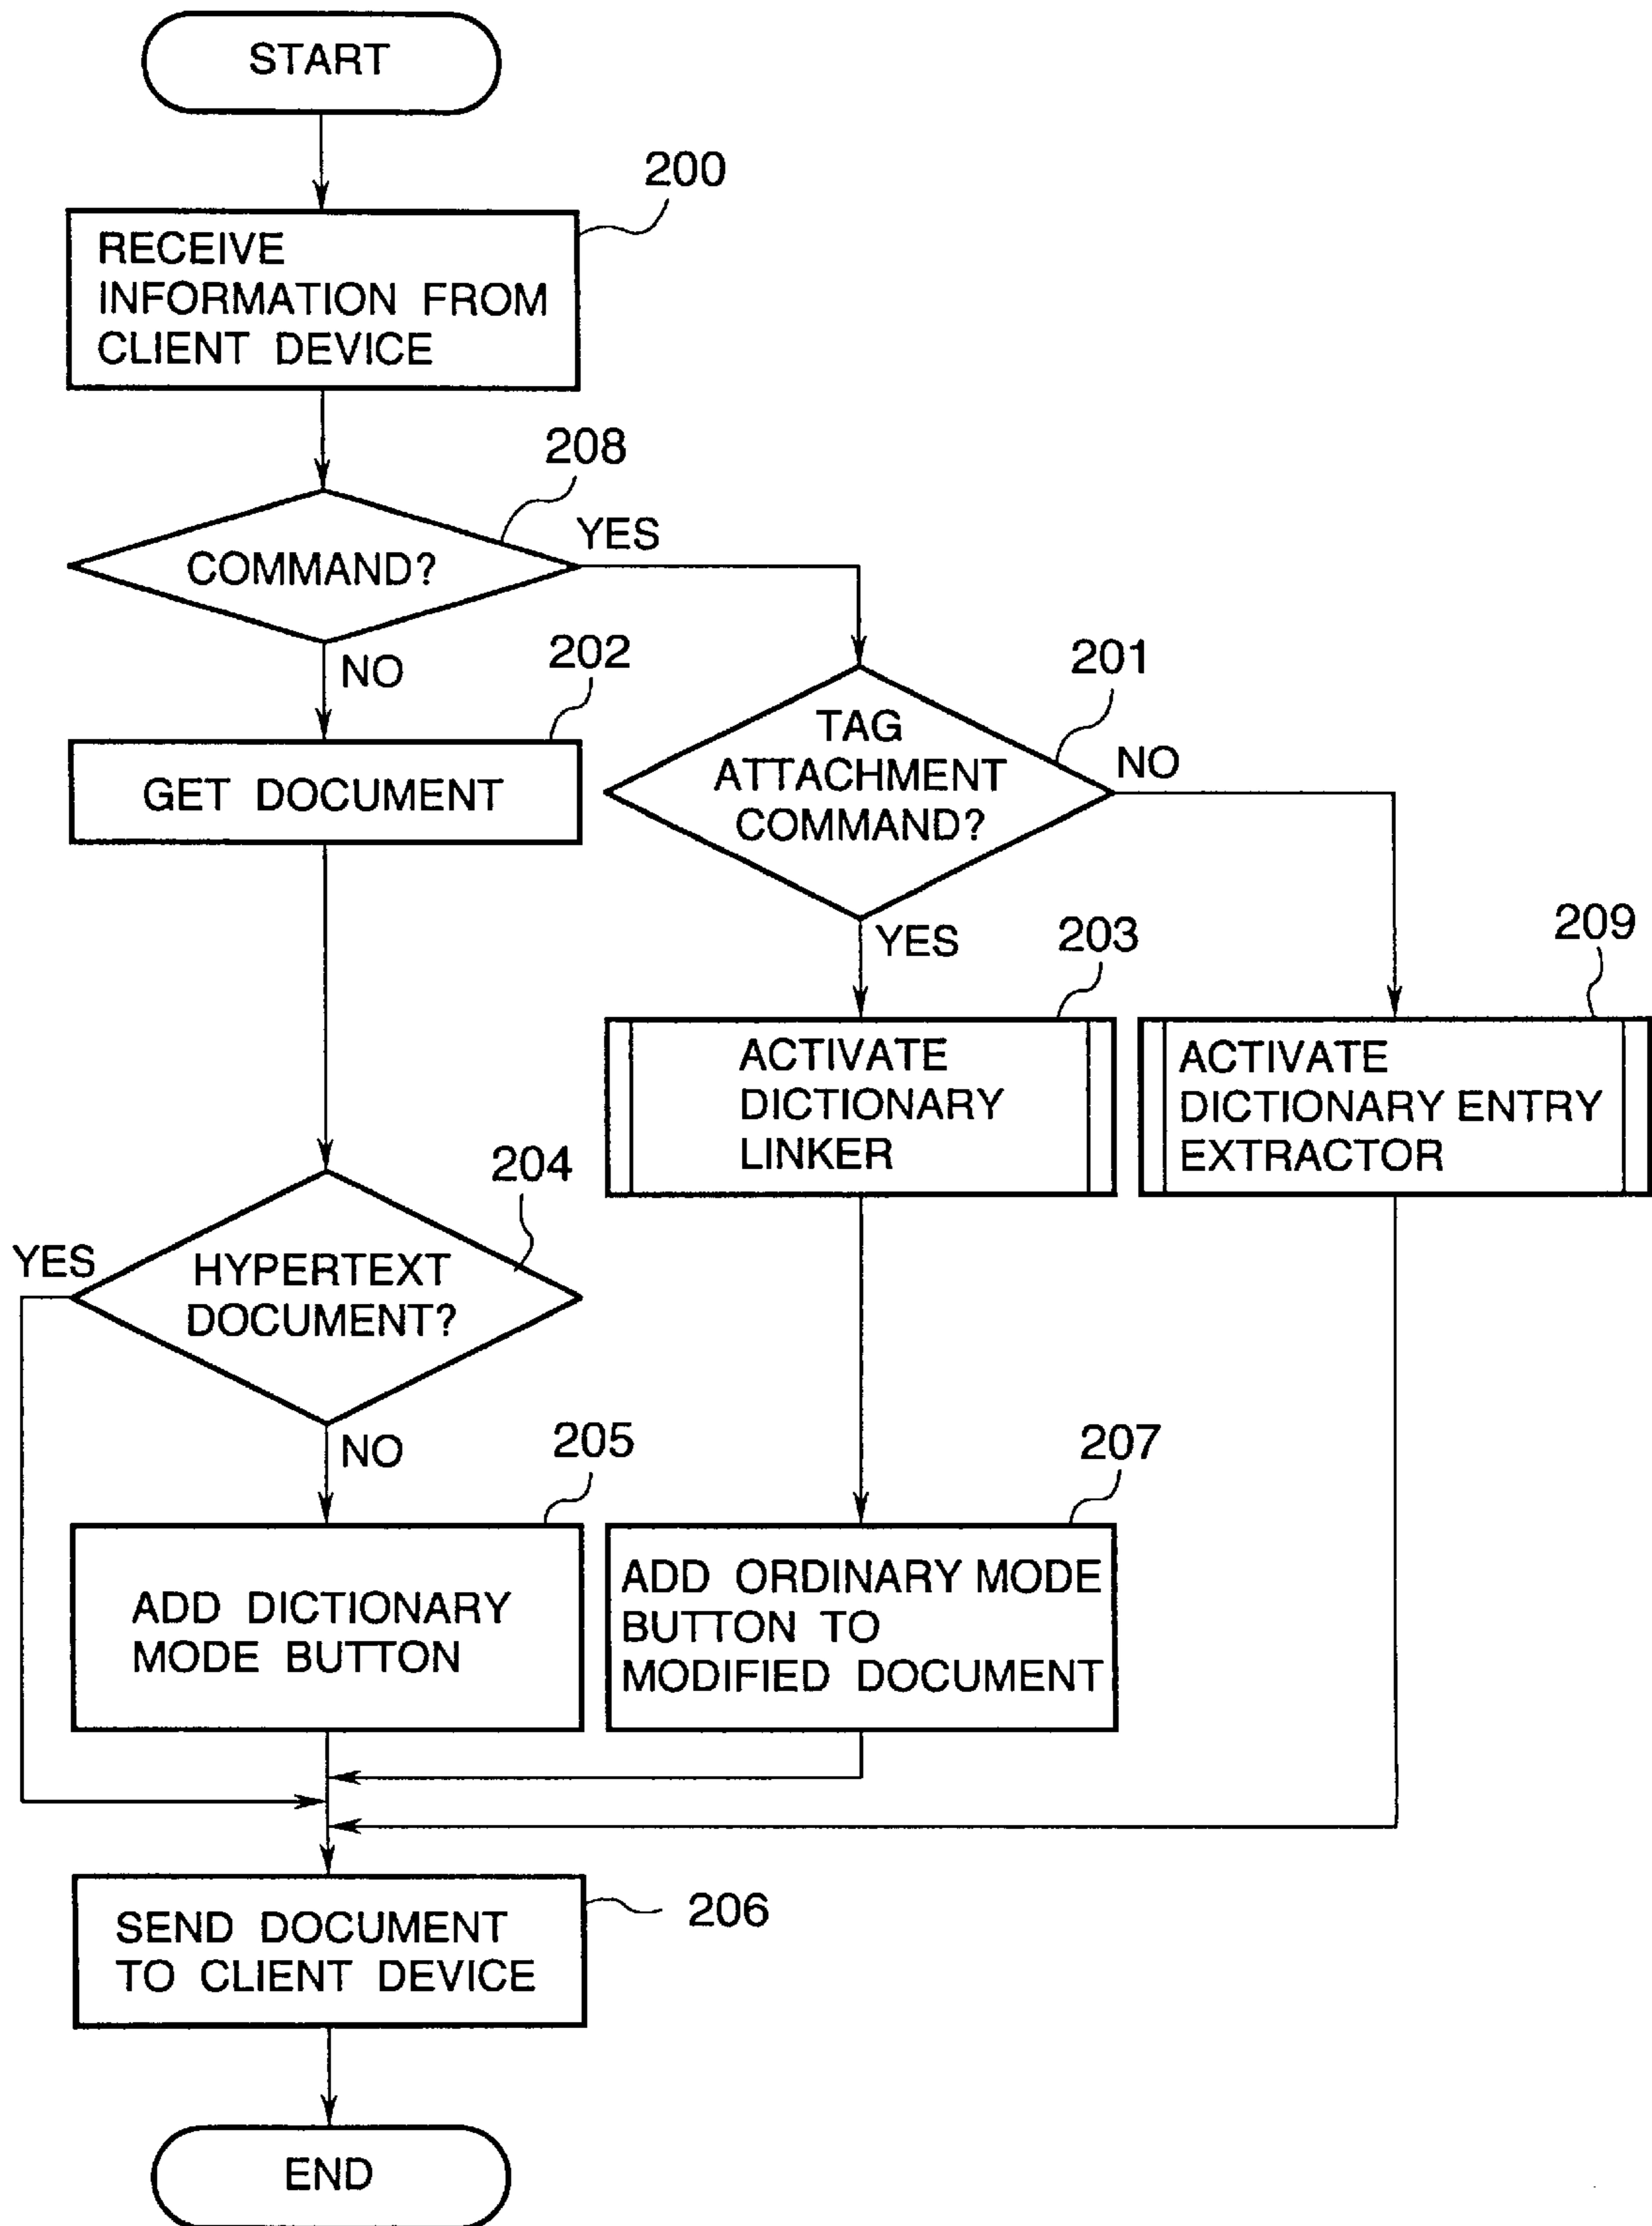 START
200
RECEIVE
INFORMATION FROM
CLIENT DEVICE
208
COMMAND?
YES
NO
202
GET DOCUMENT
201
TAG
ATTACHMENT
COMMAND?
NO
YES
203
ACTIVATE
DICTIONARY
LINKER
209
ACTIVATE
DICTIONARY ENTRY
EXTRACTOR
204
YES
HYPERTEXT
DOCUMENT?
NO
205
ADD DICTIONARY
MODE BUTTON
207
ADD ORDINARY MODE
BUTTON TO
MODIFIED DOCUMENT
SEND DOCUMENT
TO CLIENT DEVICE
206
END